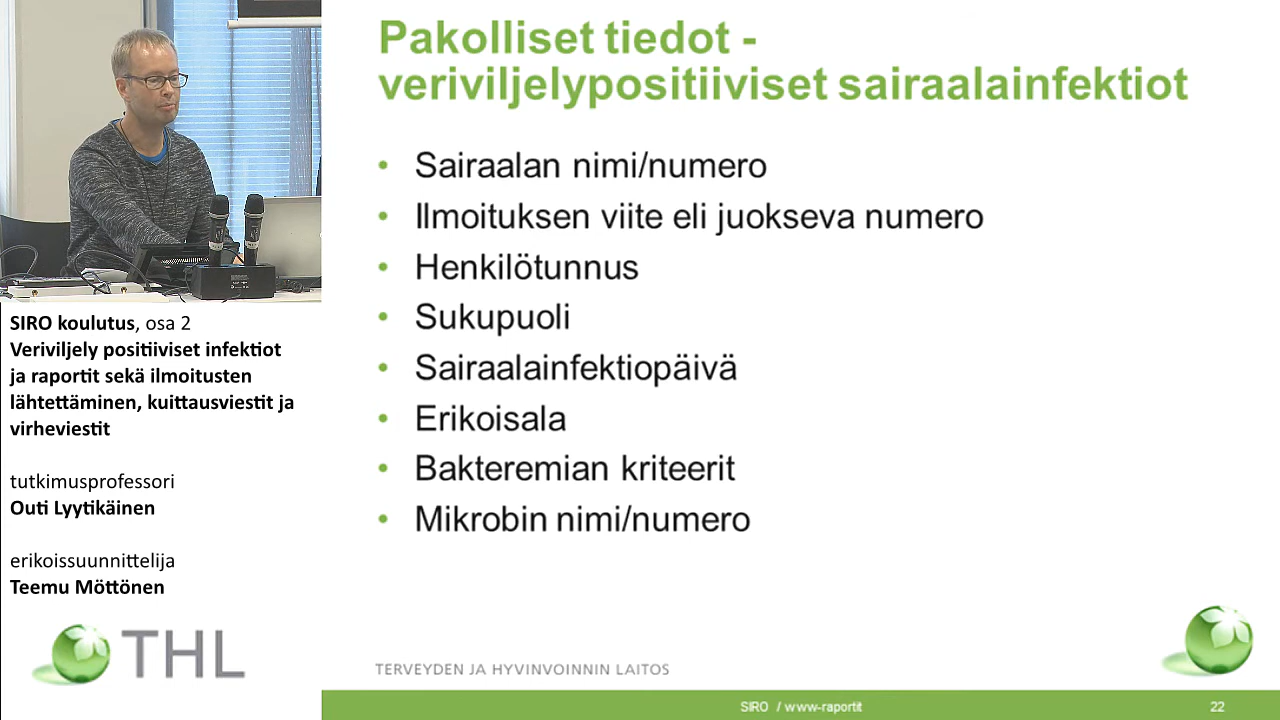 Pakolliset tiedot -
veriviljelypositiiviset sairaalainfektiot
• Sairaalan nimi/numero
• Ilmoituksen viite eli juokseva numero
• Henkilötunnus
• Sukupuoli
• Sairaalainfektiopäivä
• Erikoisala
• Bakteremian kriteerit
• Mikrobin nimi/numero
SIRO koulutus, osa 2
Veriviljely positiiviset infektiot
ja raportit sekä ilmoitusten
lähtettäminen, kuittausviestit ja
virheviestit
tutkimusprofessori
Outi Lyytikäinen
erikoissuunnittelija
Teemu Möttönen
THL
TERVEYDEN JA HYVINVOINNIN LAITOS
SIRO / www-raportit
22